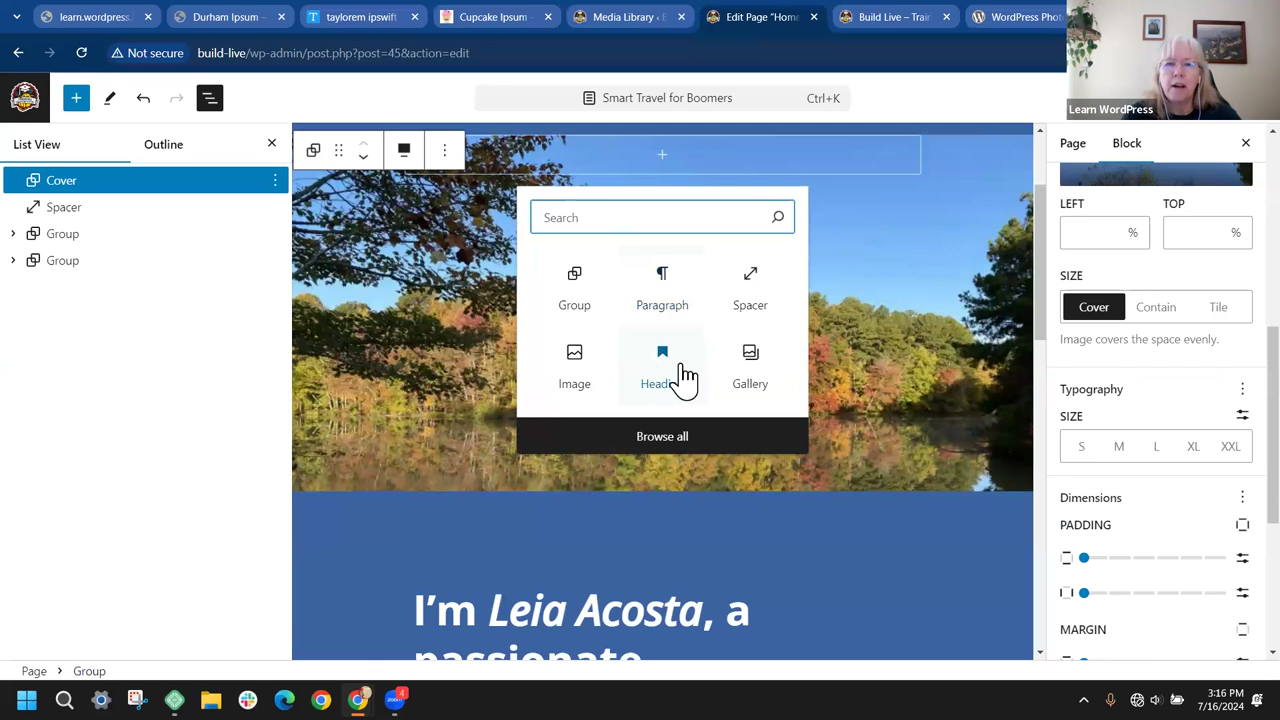 learn.wordpress.
Durham Ipsum –
taylorem ipswift
Cupcake Ipsum -
Media Library ‹ B
Edit Page "Home
Build Live – Train
WordPress Phot
Not secure
build-live/wp-admin/post.php?post=45&action=edit
Learn WordPress
Smart Travel for Boomers
Ctrl+K
List View
Outline
Cover
Spacer
Group
Group
Search
Group
Paragraph
Spacer
Image
Gallery
Browse all
I'm Leia Acosta, a
passionate
Page
Block
LEFT
TOP
%
%
SIZE
Cover
Contain
Tile
Image covers the space evenly.
Typography
SIZE
S
M
L
XL
XXL
Dimensions
PADDING
MARGIN
Page > Group
4
3:16 PM
7/16/2024